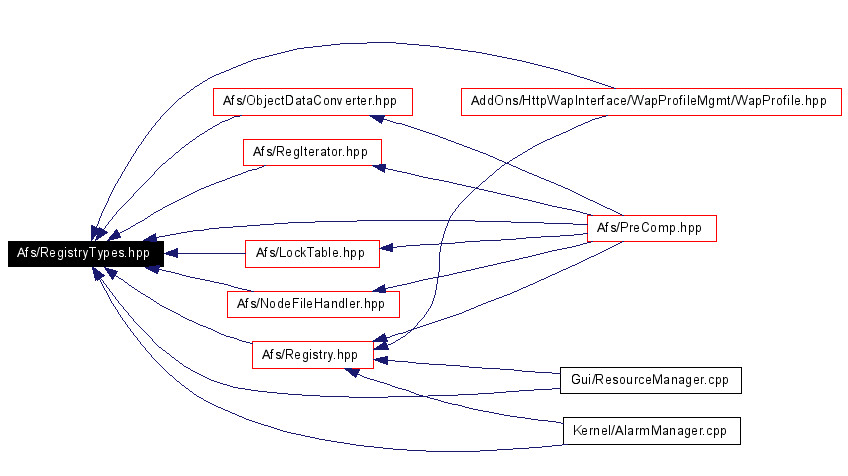 Afs/ObjectDataConverter.hpp
AddOns/HttpWapInterface/WapProfileMgmt/WapProfile.hpp
Afs/RegIterator.hpp
Afs/PreComp.hpp
Afs/RegistryTypes.hpp
Afs/LockTable.hpp
Afs/NodeFileHandler.hpp
Afs/Registry.hpp
Gui/ResourceManager.cpp
Kernel/AlarmManager.cpp